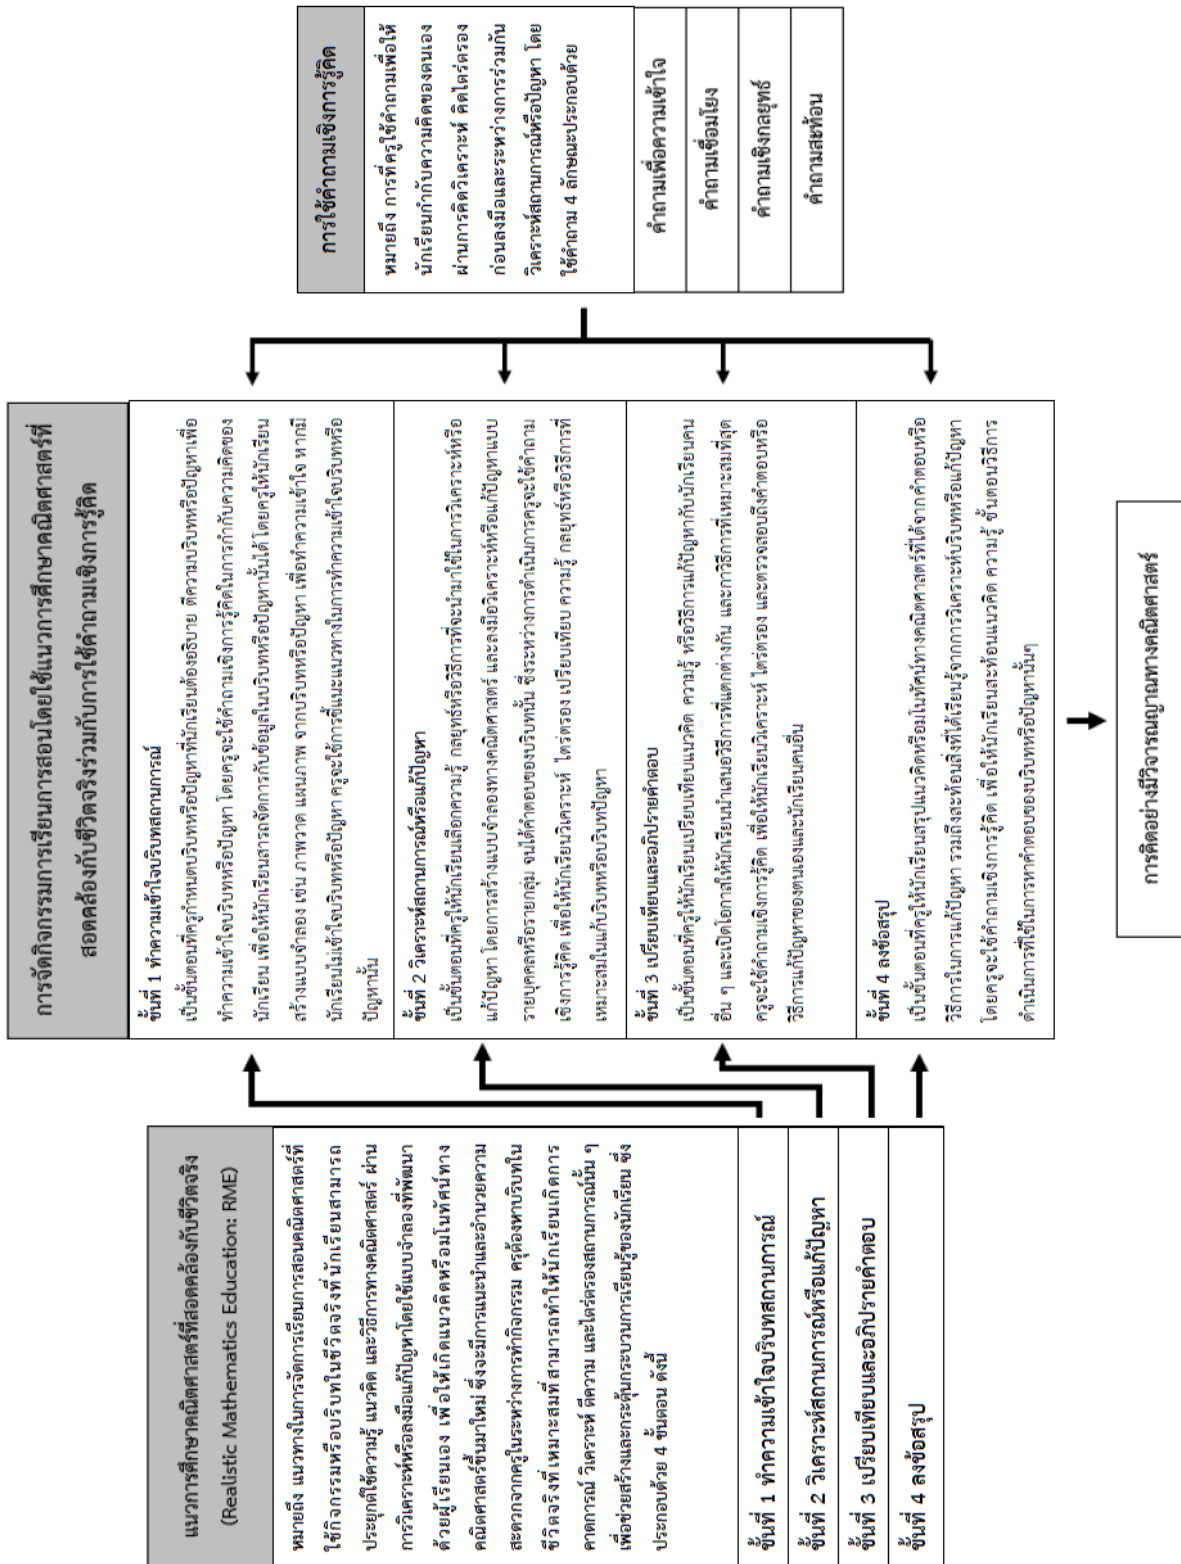 แนวการศึกษาคณิตศาสตร์ที่สอดคล้องกับชีวิตจริง
(Realistic Mathematics Education: RME)
หมายถึง แนวทางในการจัดการเรียนการสอนคณิตศาสตร์ที่
ใช้กิจกรรมหรือบริบทในชีวิตจริงที่นักเรียนสามารถ
ประยุกต์ใช้ความรู้ แนวคิด และวิธีการทางคณิตศาสตร์ ผ่าน
การวิเคราะห์หรือลงมือแก้ปัญหาโดยใช้แบบจำลองที่พัฒนา
ด้วยผู้เรียนเอง เพื่อให้เกิดแนวคิดหรือมโนทัศน์ทาง
คณิตศาสตร์ขึ้นมาใหม่ ซึ่งจะมีการแนะนำและอำนวยความ
สะดวกจากครูในระหว่างการทำกิจกรรม ครูต้องหาบริบทใน
ชีวิตจริงที่เหมาะสมที่สามารถทำให้นักเรียนเกิดการ
คาดการณ์ วิเคราะห์ ตีความ และไตร่ตรองสถานการณ์นั้น ๆ
เพื่อช่วยสร้างและกระตุ้นกระบวนการเรียนรู้ของนักเรียน ซึ่ง
ประกอบด้วย 4 ขั้นตอน ดังนี้
ขั้นที่ 1 ทำความเข้าใจบริบทสถานการณ์
ขั้นที่ 2 วิเคราะห์สถานการณ์หรือแก้ปัญหา
ขั้นที่ 3 เปรียบเทียบและอภิปรายคำตอบ
ขั้นที่ 4 ลงข้อสรุป
การจัดกิจกรรมการเรียนการสอนโดยใช้แนวการศึกษาคณิตศาสตร์ที่
สอดคล้องกับชีวิตจริงร่วมกับการใช้คำถามเชิงการรู้คิด
ขั้นที่ 1 ทำความเข้าใจบริบทสถานการณ์
เป็นขั้นตอนที่ครูกำหนดบริบทหรือปัญหาที่นักเรียนต้องอธิบาย ตีความบริบทหรือปัญหาเพื่อ
ทำความเข้าใจบริบทหรือปัญหา โดยครูจะใช้คำถามเชิงการรู้คิดในการกำกับความคิดของ
นักเรียน เพื่อให้นักเรียนสารถจัดการกับข้อมูลในบริบทหรือปัญหานั้นได้ โดยครูให้นักเรียน
สร้างแบบจำลอง เช่น ภาพวาด แผนภาพ จากบริบทหรือปัญหา เพื่อทำความเข้าใจ หากมี
นักเรียนไม่เข้าใจบริบทหรือปัญหา ครูจะใช้การชี้แนะแนวทางในการทำความเข้าใจบริบทหรือ
ปัญหานั้น
ขั้นที่ 2 วิเคราะห์สถานการณ์หรือแก้ปัญหา
เป็นขั้นตอนที่ครูให้นักเรียนเลือกความรู้ กลยุทธ์หรือวิธีการที่จะนำมาใช้ในการวิเคราะห์หรือ
แก้ปัญหา โดยการสร้างแบบจำลองทางคณิตศาสตร์ และลงมือวิเคราะห์หรือแก้ปัญหาแบบ
รายบุคคลหรือรายกลุ่ม จนได้คำตอบของบริบทนั้น ซึ่งระหว่างการดำเนินการครูจะใช้คำถาม
เชิงการรู้คิด เพื่อให้นักเรียนวิเคราะห์ ไตร่ตรอง เปรียบเทียบ ความรู้ กลยุทธ์หรือวิธีการที่
เหมาะสมในแก้บริบทหรือบริบทปัญหา
ขั้นที่ 3 เปรียบเทียบและอภิปรายคำตอบ
เป็นขั้นตอนที่ครูให้นักเรียนเปรียบเทียบแนวคิด ความรู้ หรือวิธีการแก้ปัญหากับนักเรียนคน
อื่น ๆ และเปิดโอกาสให้นักเรียนนำเสนอวิธีการที่แตกต่างกัน และหาวิธีการที่เหมาะสมที่สุด
ครูจะใช้คำถามเชิงการรู้คิด เพื่อให้นักเรียนวิเคราะห์ ไตร่ตรอง และตรวจสอบถึงคำตอบหรือ
วิธีการแก้ปัญหาของตนเองและนักเรียนคนอื่น
ขั้นที่ 4 ลงข้อสรุป
เป็นขั้นตอนที่ครูให้นักเรียนสรุปแนวคิดหรือมโนทัศน์ทางคณิตศาสตร์ที่ได้จากคำตอบหรือ
วิธีการในการแก้ปัญหา รวมถึงสะท้อนสิ่งที่ได้เรียนรู้จากการวิเคราะห์บริบทหรือแก้ปัญหา
โดยครูจะใช้คำถามเชิงการรู้คิด เพื่อให้นักเรียนสะท้อนแนวคิด ความรู้ ขั้นตอนวิธีการ
ดำเนินการที่ใช้ในการหาคำตอบของบริบทหรือปัญหานั้นๆ
การใช้คำถามเชิงการรู้คิด
หมายถึง การที่ครูใช้คำถามเพื่อให้
นักเรียนกำกับความคิดของตนเอง
ผ่านการคิดวิเคราะห์ คิดไตร่ตรอง
ก่อนลงมือและระหว่างการร่วมกัน
วิเคราะห์สถานการณ์หรือปัญหา โดย
ใช้คำถาม 4 ลักษณะประกอบด้วย
คำถามเพื่อความเข้าใจ
คำถามเชื่อมโยง
คำถามเชิงกลยุทธ์
คำถามสะท้อน
การคิดอย่างมีวิจารณญาณทางคณิตศาสตร์